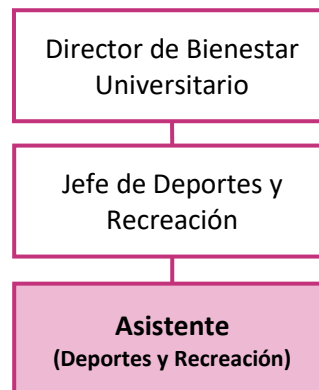 Director de Bienestar
Universitario
Jefe de Deportes y
Recreación
Asistente
(Deportes y Recreación)